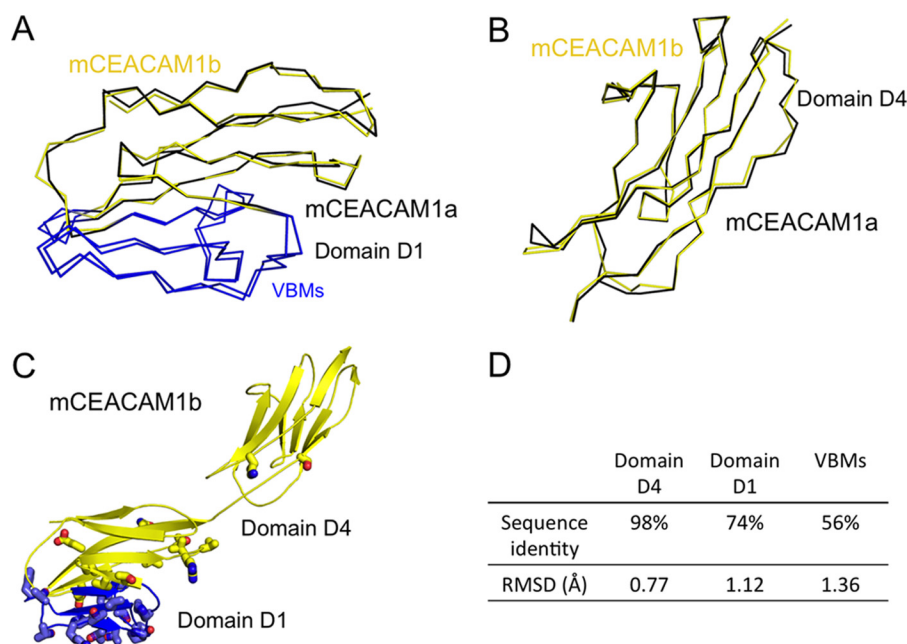 A
mCEACAM1b
mCEACAM1a
Domain D1
VBMs
B
mCEACAM1b
Domain D4
mCEACAM1a
C
mCEACAM1b
Domain D4
Domain D1
D
Domain D4 Domain D1 VBMs
Sequence identity 98% 74% 56%
RMSD (Å) 0.77 1.12 1.36